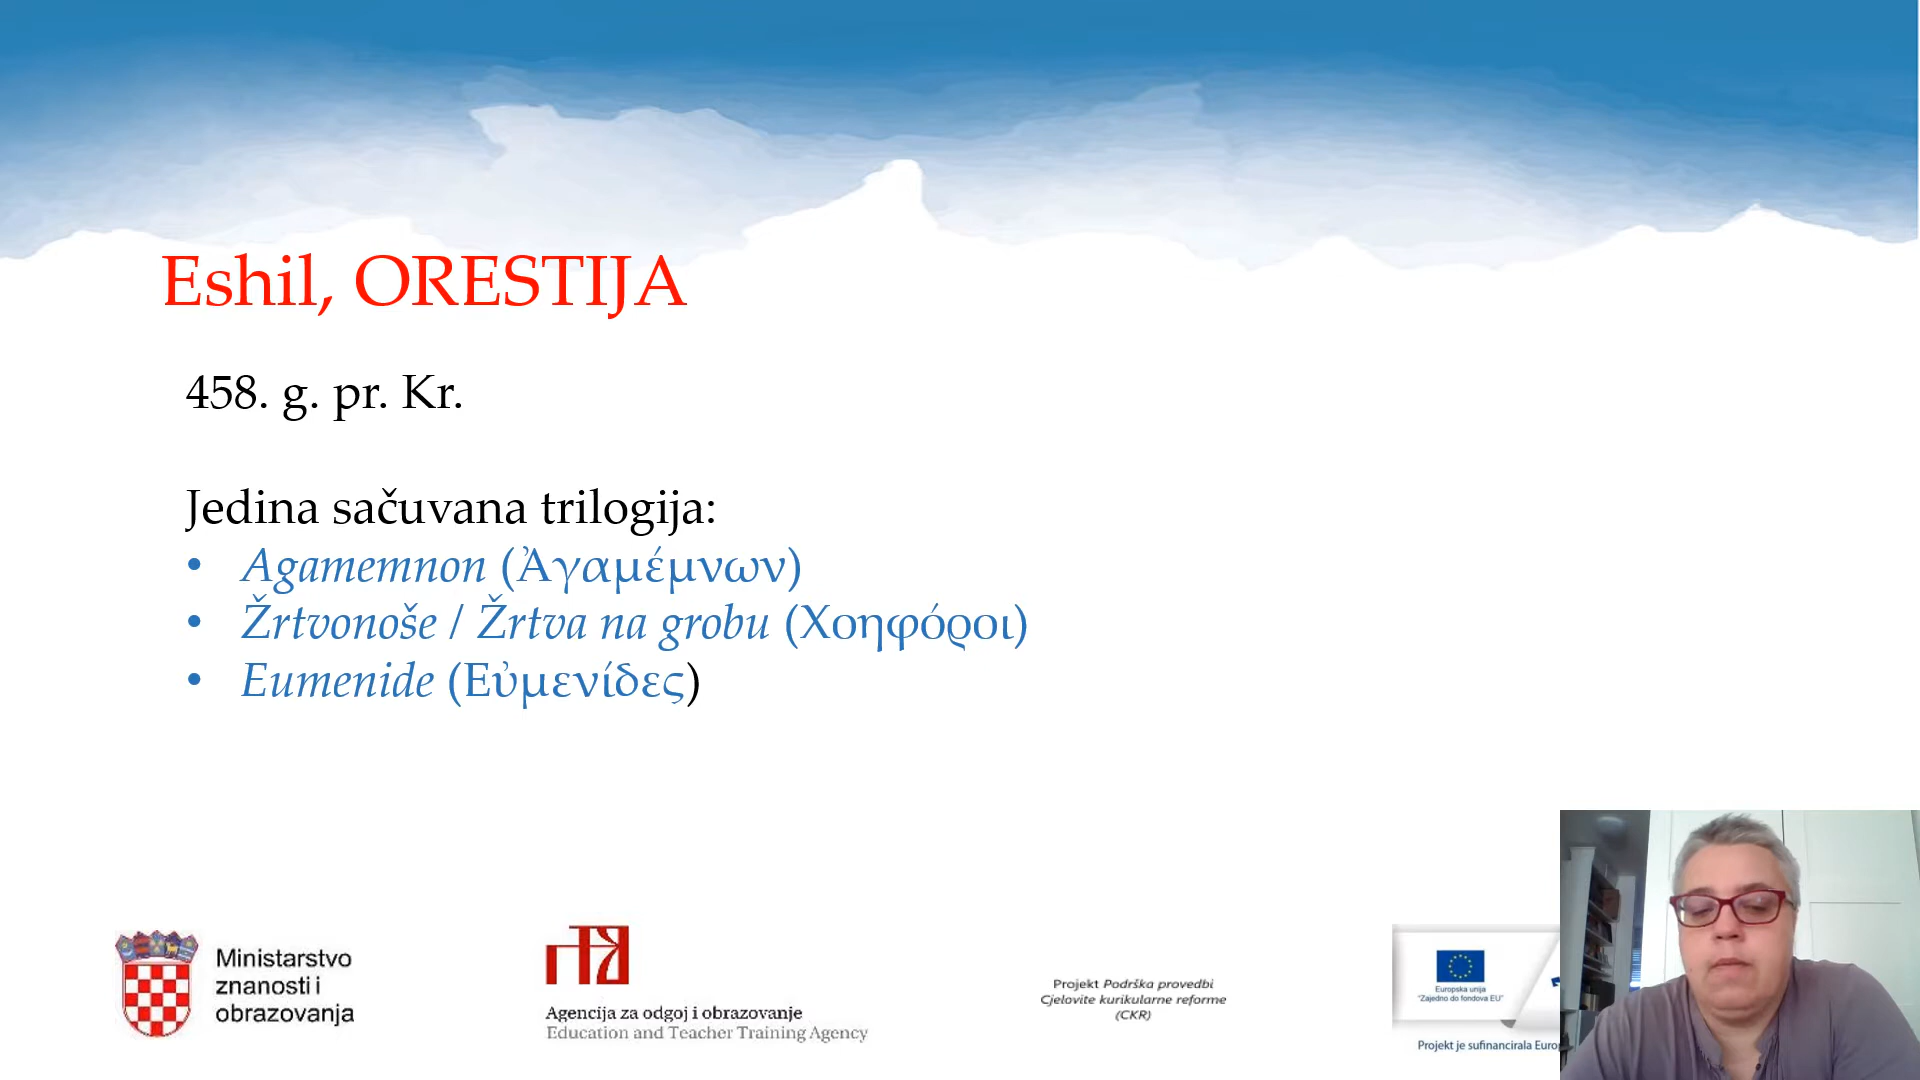 Eshil, ORESTIJA
458. g. pr. Kr.
Jedina sačuvana trilogija:
• Agamemnon (Ἀγαμέμνων)
• Žrtvonoše / Žrtva na grobu (Χοηφόροι)
• Eumenide (Εὐμενίδες)
Ministarstvo
znanosti i
obrazovanja
Agencija za odgoj i obrazovanje
Education and Teacher Training Agency
Projekt Podrška provedbi
Cjelovite kurikularne reforme
(CKR)
Europska unija
"Zajedno do fondova EU"
Projekt je sufinancirala